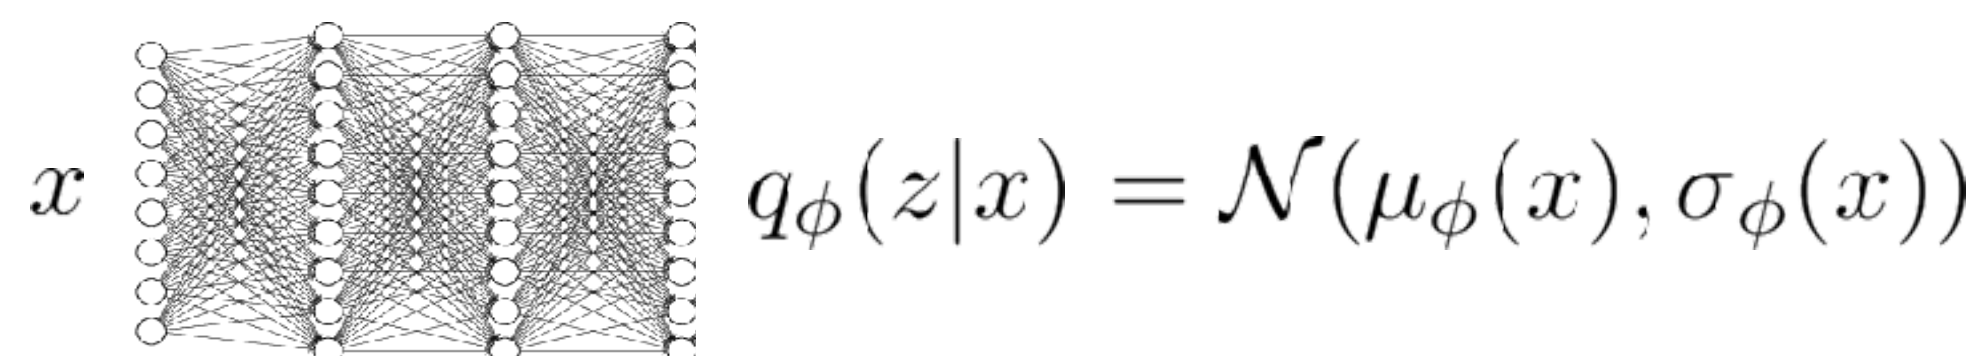 x q_ϕ(z|x) = 𝒩(μ_ϕ(x), σ_ϕ(x))